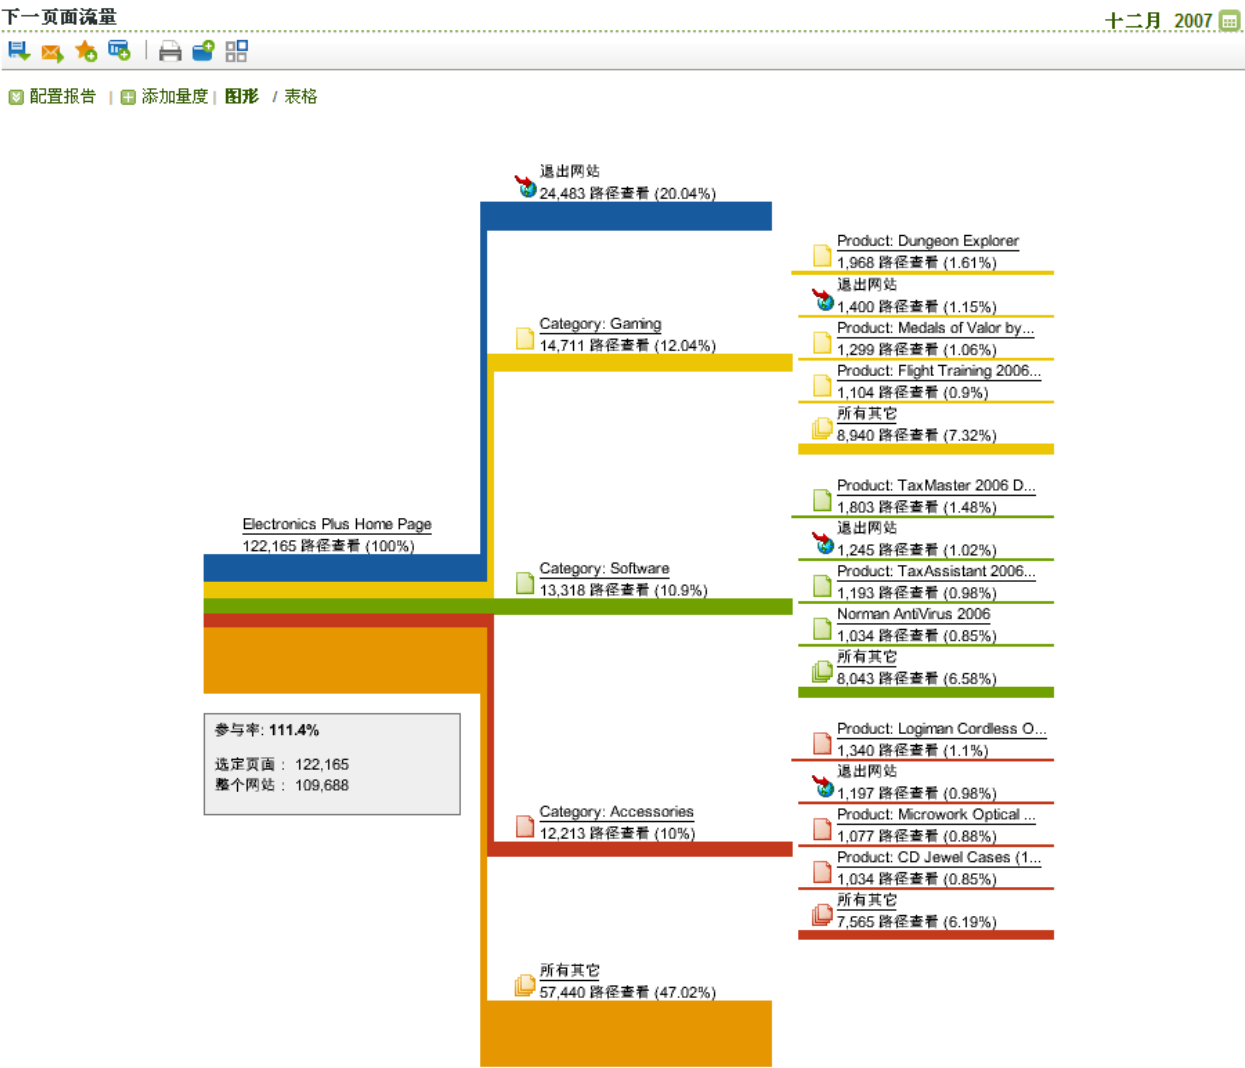 下一页面流量
十二月 2007
配置报告 | 添加量度 | 图形 / 表格
退出网站
24,483 路径查看 (20.04%)
Product: Dungeon Explorer
1,968 路径查看 (1.61%)
退出网站
1,400 路径查看 (1.15%)
Category: Gaming
14,711 路径查看 (12.04%)
Product: Medals of Valor by...
1,299 路径查看 (1.06%)
Product: Flight Training 2006...
1,104 路径查看 (0.9%)
所有其它
8,940 路径查看 (7.32%)
Electronics Plus Home Page
122,165 路径查看 (100%)
Category: Software
13,318 路径查看 (10.9%)
Product: TaxMaster 2006 D...
1,803 路径查看 (1.48%)
退出网站
1,245 路径查看 (1.02%)
Product: TaxAssistant 2006...
1,193 路径查看 (0.98%)
Norman AntiVirus 2006
1,034 路径查看 (0.85%)
所有其它
8,043 路径查看 (6.58%)
参与率: 111.4%
选定页面 : 122,165
整个网站 : 109,688
Category: Accessories
12,213 路径查看 (10%)
Product: Logiman Cordless O...
1,340 路径查看 (1.1%)
退出网站
1,197 路径查看 (0.98%)
Product: Microwork Optical ...
1,077 路径查看 (0.88%)
Product: CD Jewel Cases (1...
1,034 路径查看 (0.85%)
所有其它
7,565 路径查看 (6.19%)
所有其它
57,440 路径查看 (47.02%)